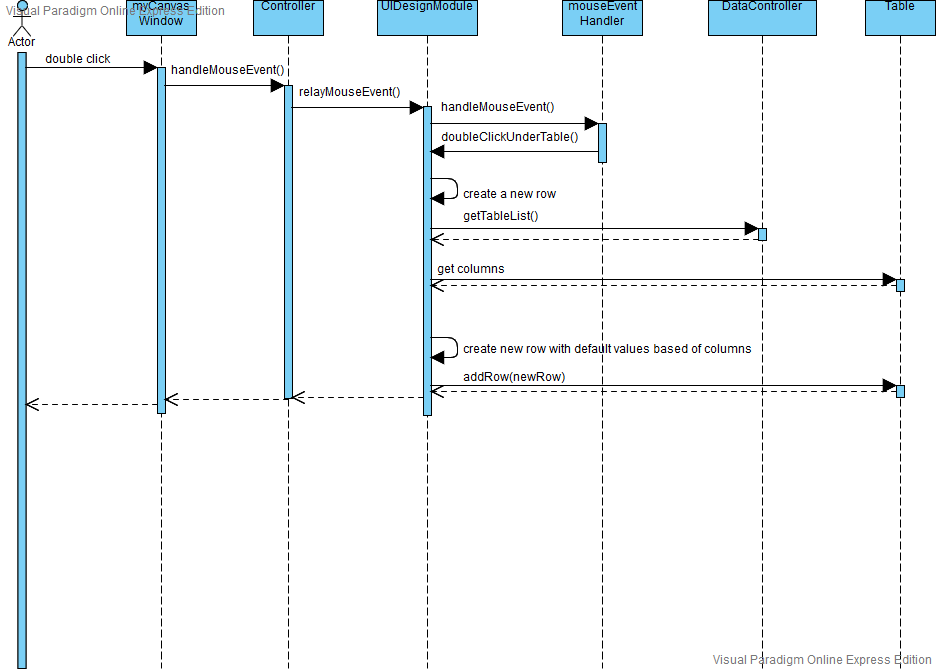 Visual Paradigm Online Express Edition
Actor
myCanvas
Window
Controller
UIDesignModule
mouseEvent
Handler
DataController
Table
double click
handleMouseEvent()
relayMouseEvent()
handleMouseEvent()
doubleClickUnderTable()
create a new row
getTableList()
get columns
create new row with default values based of columns
addRow(newRow)
Visual Paradigm Online Express Edition